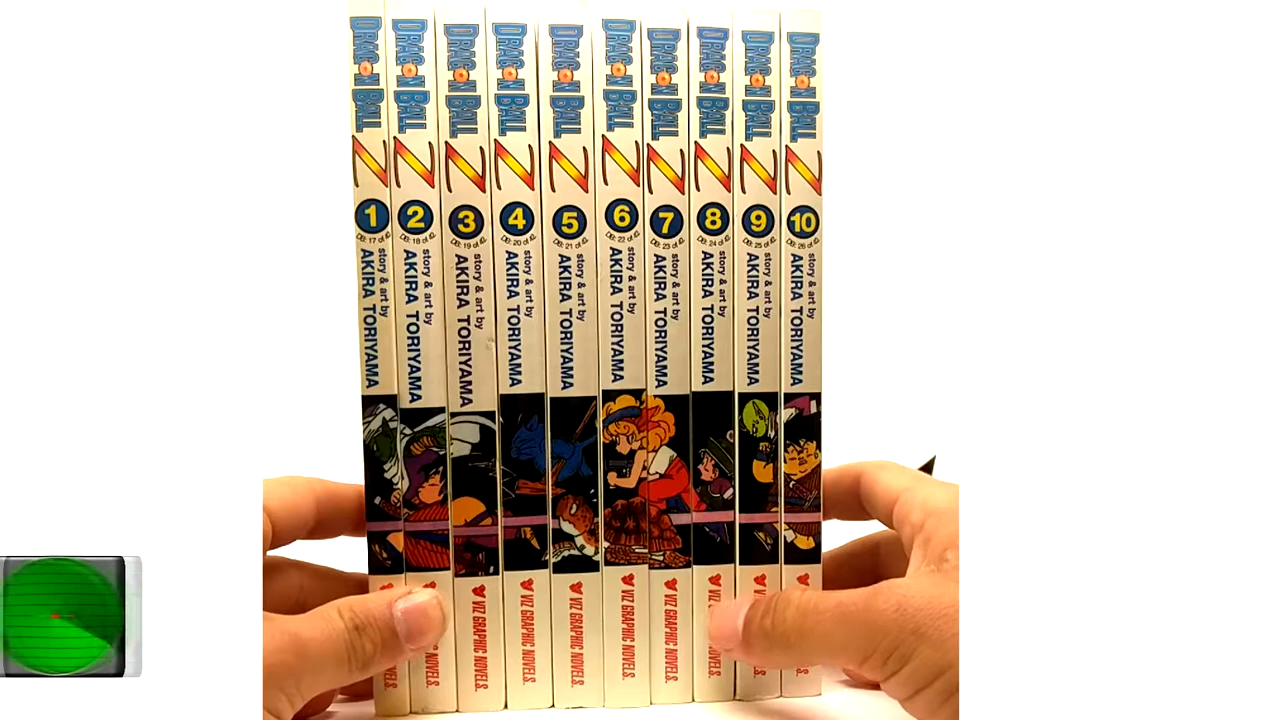 DRAGON BALL Z 1 DB: 17 of 42 story & art by AKIRA TORIYAMA NOVELS.
DRAGON BALL Z 2 DB: 18 of 42 story & art by AKIRA TORIYAMA NOVELS.
DRAGON BALL Z 3 DB: 19 of 42 story & art by AKIRA TORIYAMA VIZ GRAPHIC NOVELS.
DRAGON BALL Z 4 DB: 20 of 42 story & art by AKIRA TORIYAMA VIZ GRAPHIC NOVELS.
DRAGON BALL Z 5 DB: 21 of 42 story & art by AKIRA TORIYAMA VIZ GRAPHIC NOVELS.
DRAGON BALL Z 6 DB: 22 of 42 story & art by AKIRA TORIYAMA VIZ GRAPHIC NOVELS.
DRAGON BALL Z 7 DB: 23 of 42 story & art by AKIRA TORIYAMA VIZ GRAPHIC NOVELS.
DRAGON BALL Z 8 DB: 24 of 42 story & art by AKIRA TORIYAMA VIZ NOVELS.
DRAGON BALL Z 9 DB: 25 of 42 story & art by AKIRA TORIYAMA
DRAGON BALL Z 10 DB: 26 of 42 story & art by AKIRA TORIYAMA